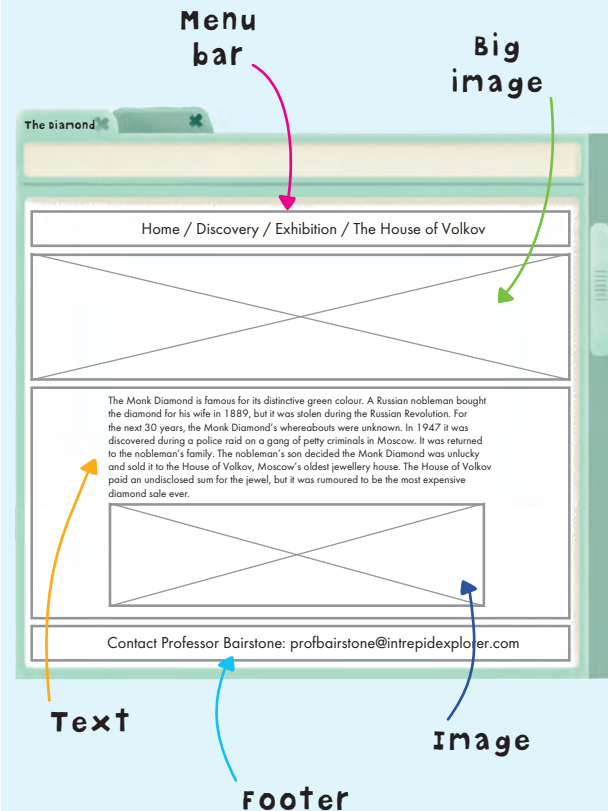 Menu
bar
Big
image
The Diamond
Home / Discovery / Exhibition / The House of Volkov
The Monk Diamond is famous for its distinctive green colour. A Russian nobleman bought
the diamond for his wife in 1889, but it was stolen during the Russian Revolution. For
the next 30 years, the Monk Diamond's whereabouts were unknown. In 1947 it was
discovered during a police raid on a gang of petty criminals in Moscow. It was returned
to the nobleman's family. The nobleman's son decided the Monk Diamond was unlucky
and sold it to the House of Volkov, Moscow's oldest jewellery house. The House of Volkov
paid an undisclosed sum for the jewel, but it was rumoured to be the most expensive
diamond sale ever.
Contact Professor Bairstone: profbairstone@intrepidexplorer.com
Text
Image
Footer